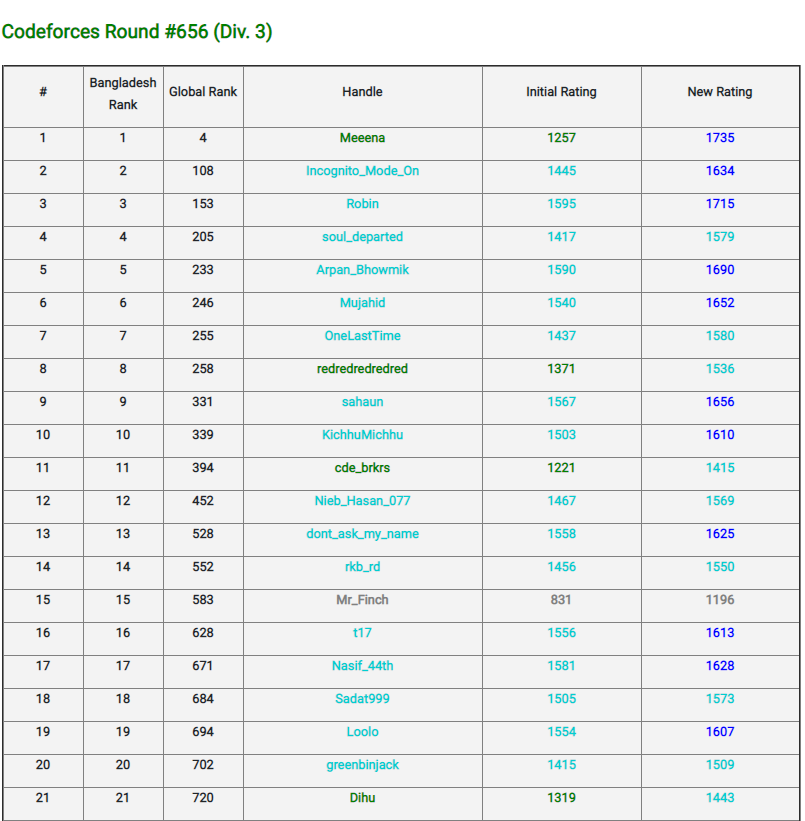 Codeforces Round #656 (Div. 3)
# Bangladesh Rank Global Rank Handle Initial Rating New Rating
1 1 4 Meeena 1257 1735
2 2 108 Incognito_Mode_On 1445 1634
3 3 153 Robin 1595 1715
4 4 205 soul_departed 1417 1579
5 5 233 Arpan_Bhowmik 1590 1690
6 6 246 Mujahid 1540 1652
7 7 255 OneLastTime 1437 1580
8 8 258 redredredredred 1371 1536
9 9 331 sahaun 1567 1656
10 10 339 KichhuMichhu 1503 1610
11 11 394 cde_brkrs 1221 1415
12 12 452 Nieb_Hasan_077 1467 1569
13 13 528 dont_ask_my_name 1558 1625
14 14 552 rkb_rd 1456 1550
15 15 583 Mr_Finch 831 1196
16 16 628 t17 1556 1613
17 17 671 Nasif_44th 1581 1628
18 18 684 Sadat999 1505 1573
19 19 694 Loolo 1554 1607
20 20 702 greenbinjack 1415 1509
21 21 720 Dihu 1319 1443